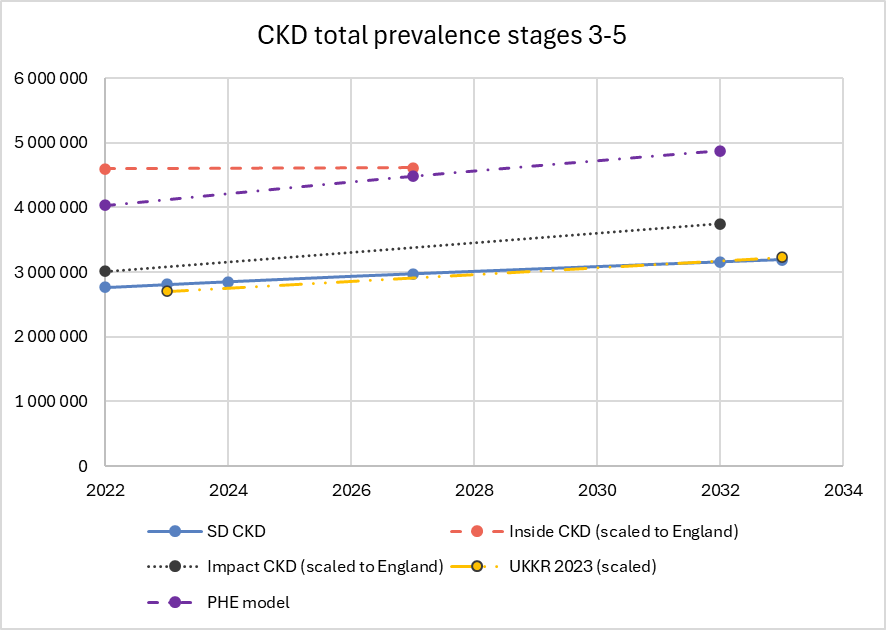 CKD total prevalence stages 3-5
6 000 000
5 000 000
4 000 000
3 000 000
2 000 000
1 000 000
0
2022 2024 2026 2028 2030 2032 2034
SD CKD Inside CKD (scaled to England)
Impact CKD (scaled to England) UKKR 2023 (scaled)
PHE model